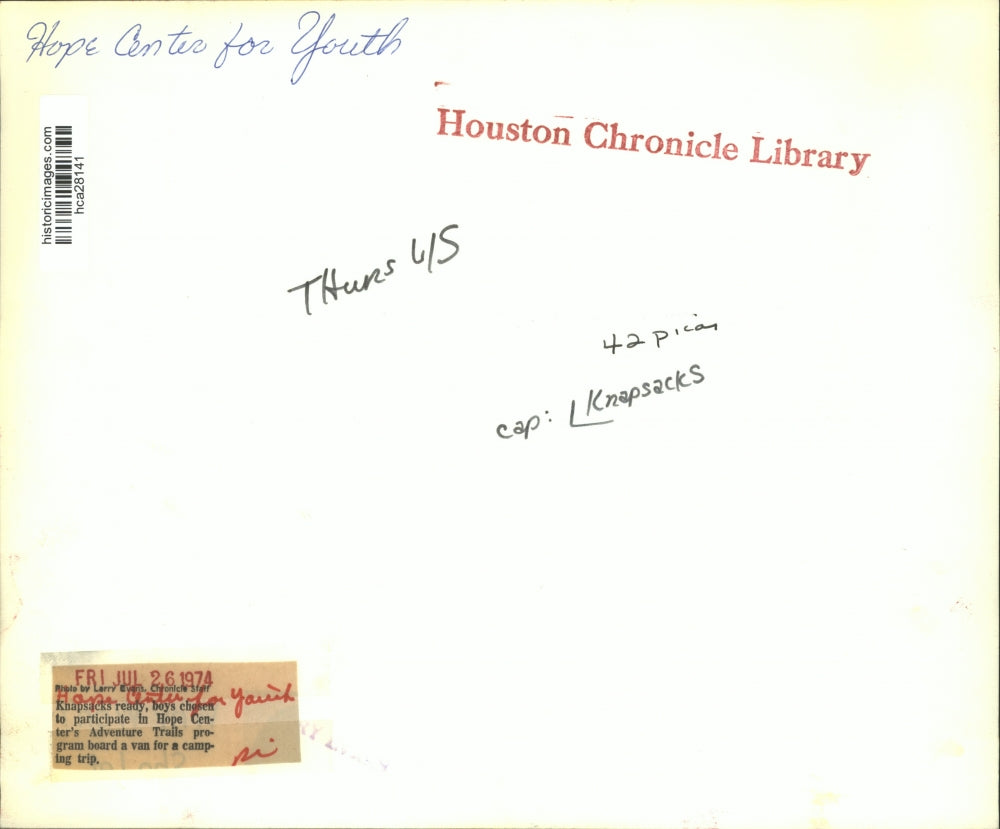 Hope Center for Youth
Houston Chronicle Library
historicimages.com
hca28141
THURS 6/S
42 picas
cap: Knapsacks
FRI JUL 26 1974
Photo by Larry Evans, Chronicle Staff
Hope Center for Youth
Knapsacks ready, boys chosen
to participate in Hope Cen-
ter's Adventure Trails pro-
gram board a van for a camp-
ing trip.